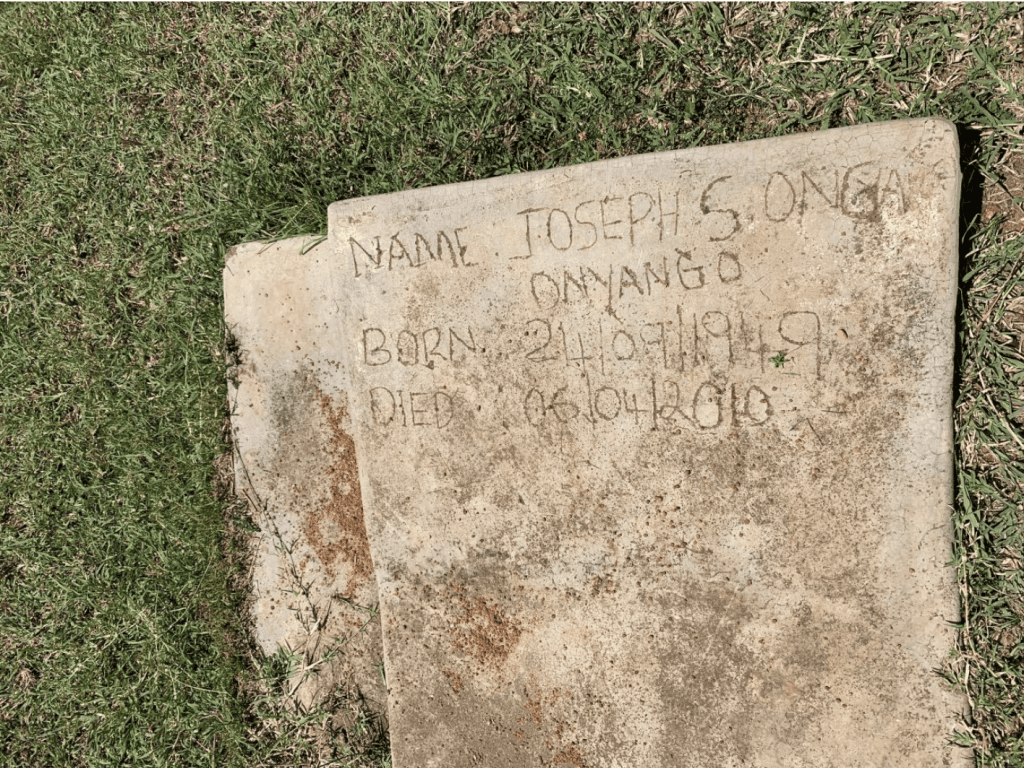 NAME JOSEPH S. ONGA
ONYANGO
BORN 24/09/1949
DIED 06/04/2010